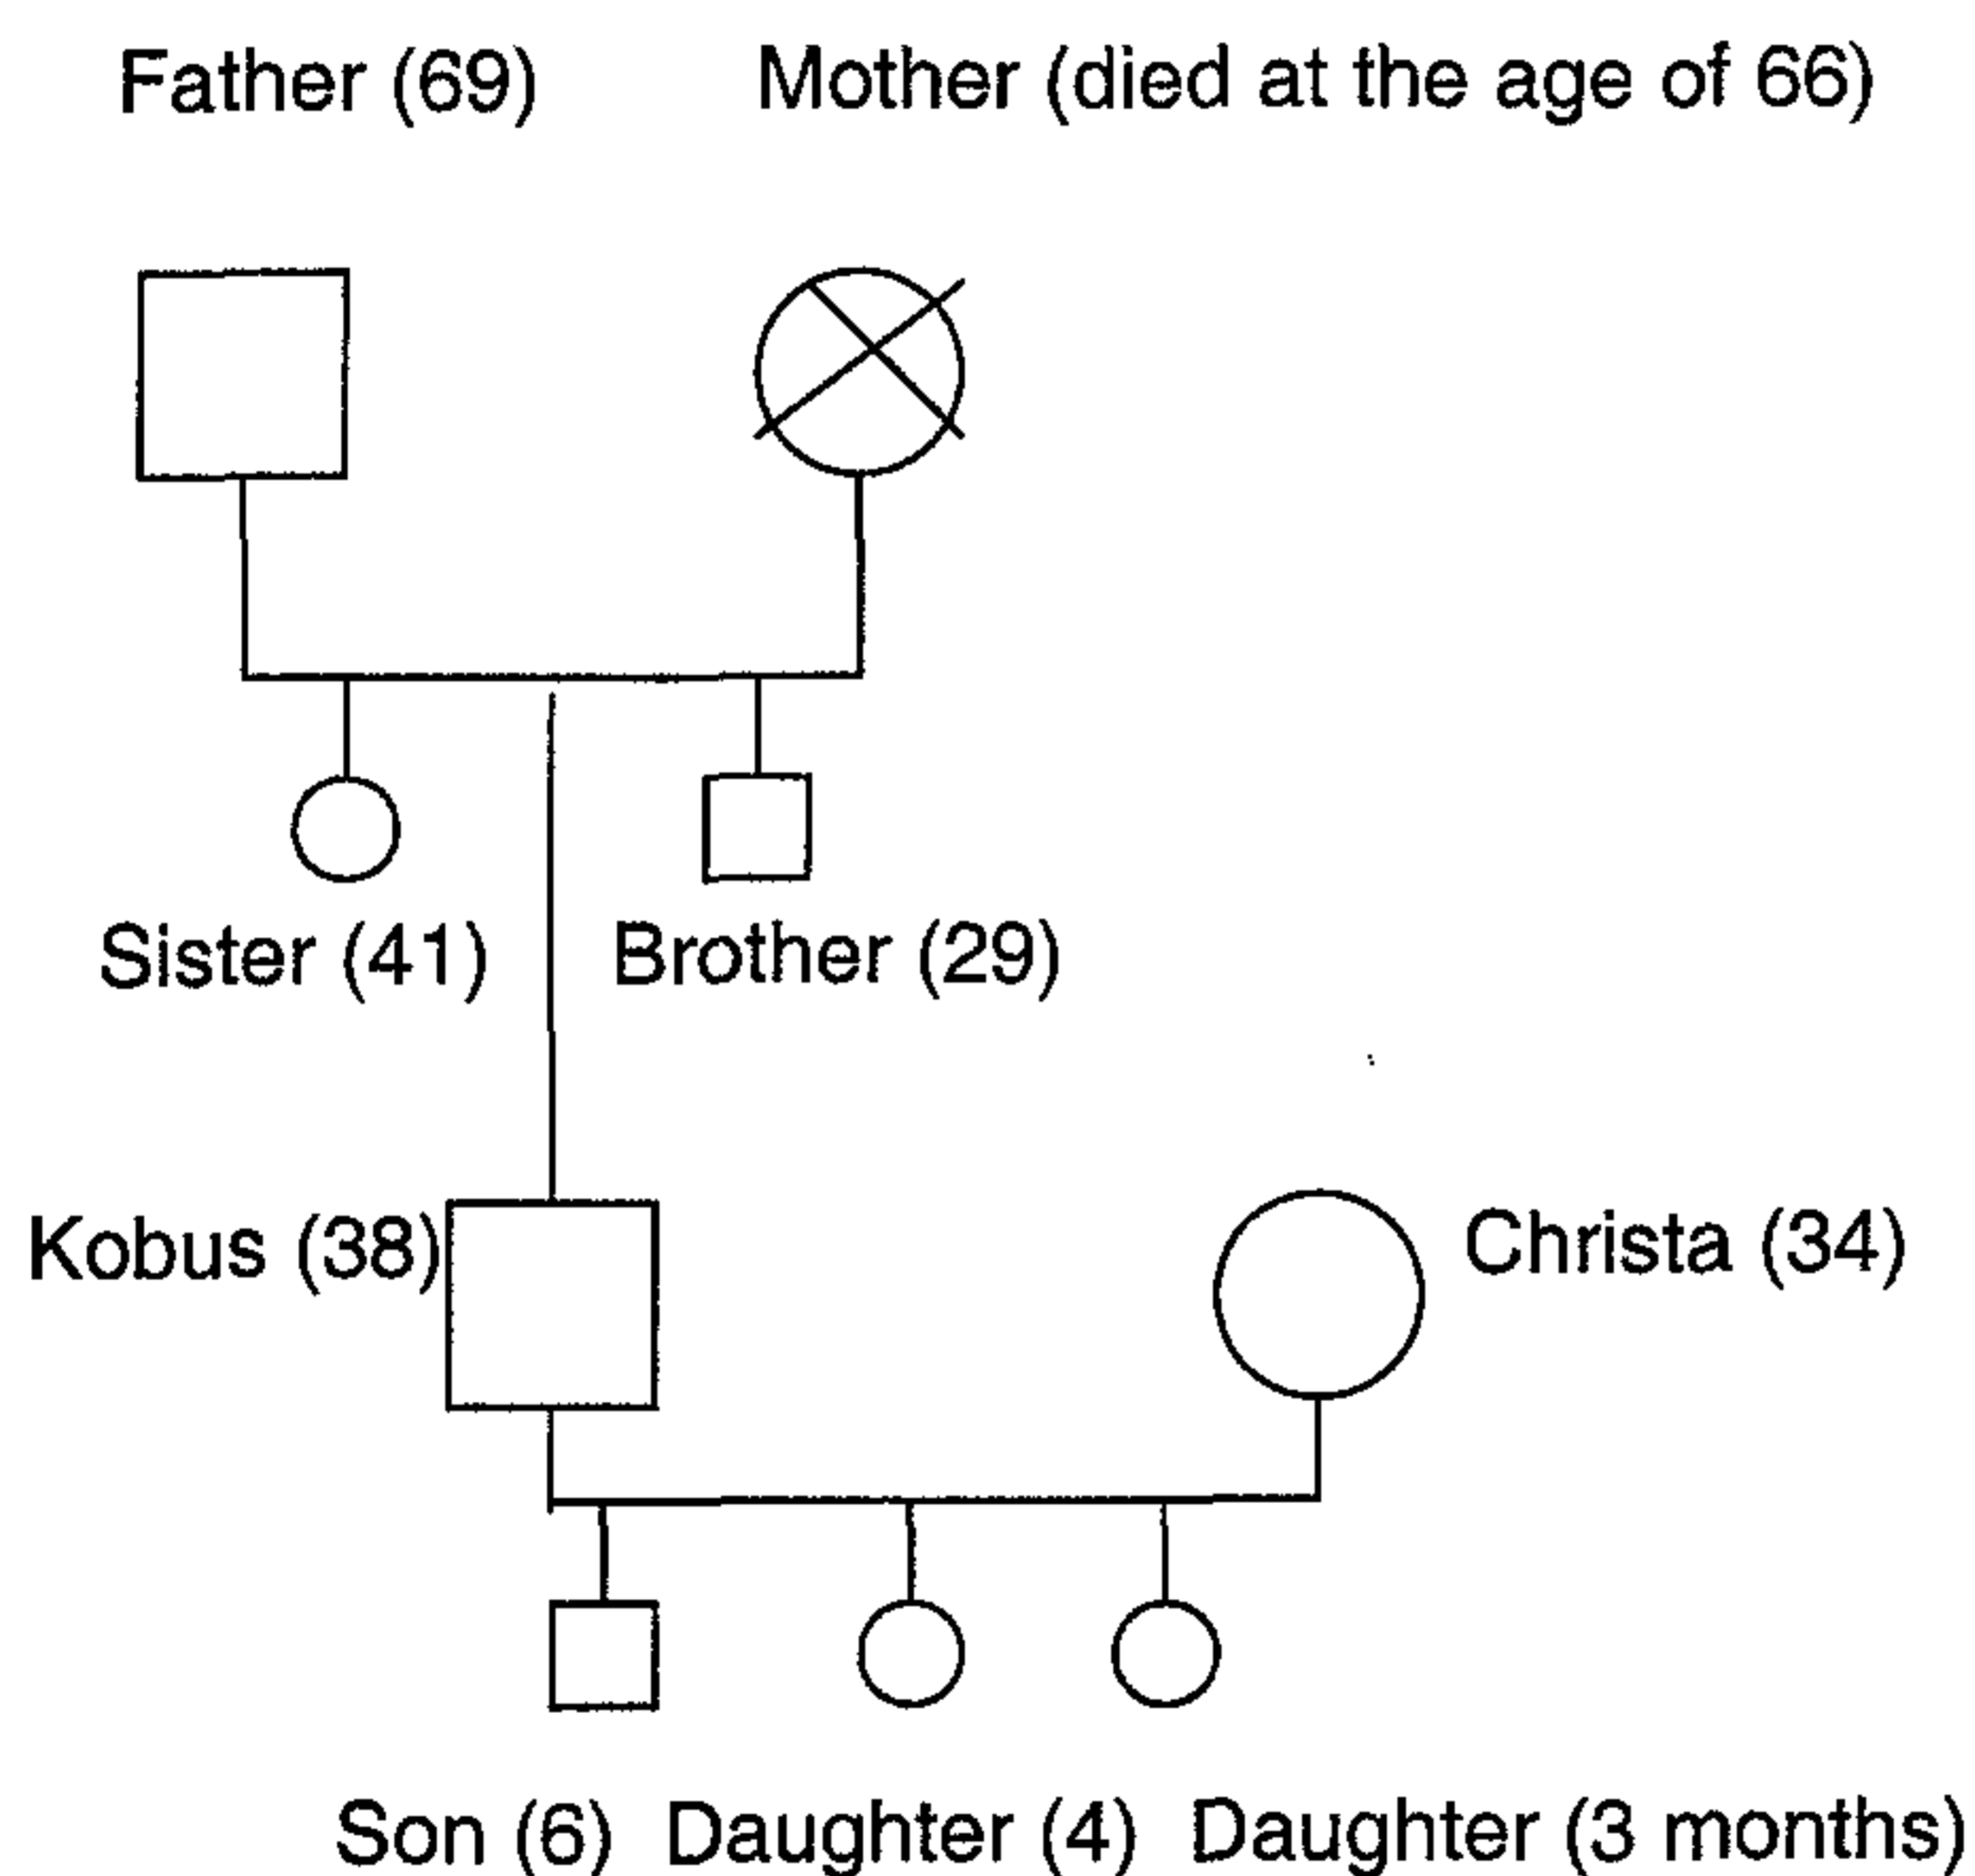 Father (69) Mother (died at the age of 66)
Sister (41) Brother (29)
Kobus (38) Christa (34)
Son (6) Daughter (4) Daughter (3 months)